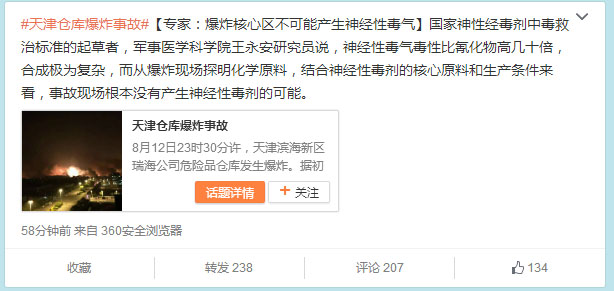 #天津仓库爆炸事故#【专家：爆炸核心区不可能产生神经性毒气】国家神性经毒剂中毒救
治标准的起草者，军事医学科学院王永安研究员说，神经性毒气毒性比氰化物高几十倍，
合成极为复杂，而从爆炸现场探明化学原料，结合神经性毒剂的核心原料和生产条件来
看，事故现场根本没有产生神经性毒剂的可能。
天津仓库爆炸事故
8月12日23时30分许，天津滨海新区
瑞海公司危险品仓库发生爆炸。据初
话题详情
+ 关注
58分钟前 来自 360安全浏览器
收藏
转发 238
评论 207
134